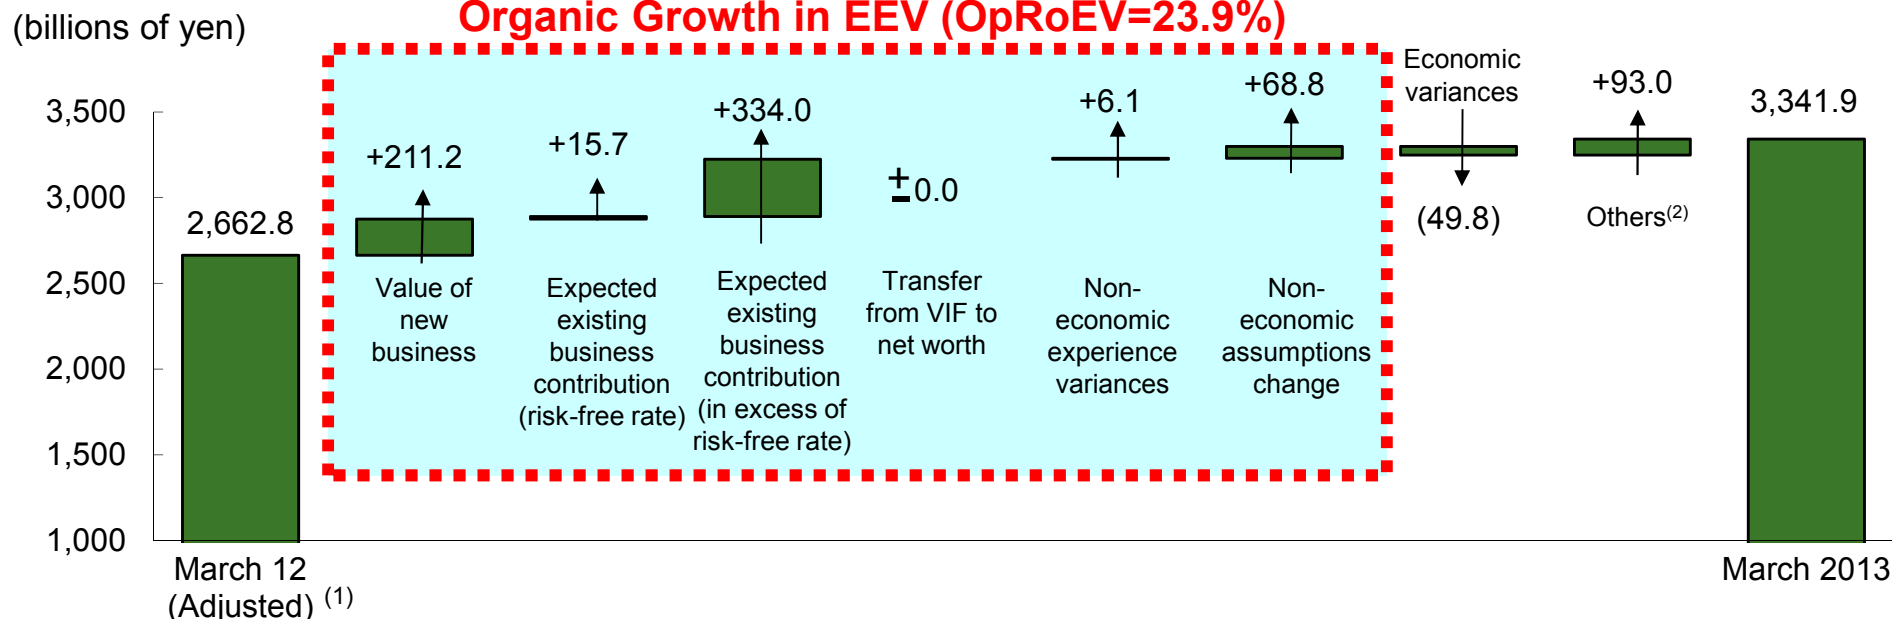 Organic Growth in EEV (OpRoEV=23.9%)
(billions of yen)
3,500
3,000
2,500
2,000
1,500
1,000
2,662.8
+211.2
+15.7
+334.0
±0.0
+6.1
+68.8
Economic
variances
(49.8)
+93.0
Others(2)
3,341.9
Value of
new
business
Expected
existing
business
contribution
(risk-free rate)
Expected
existing
business
contribution
(in excess of
risk-free rate)
Transfer
from VIF to
net worth
Non-
economic
experience
variances
Non-
economic
assumptions
change
March 12
(Adjusted) (1)
March 2013